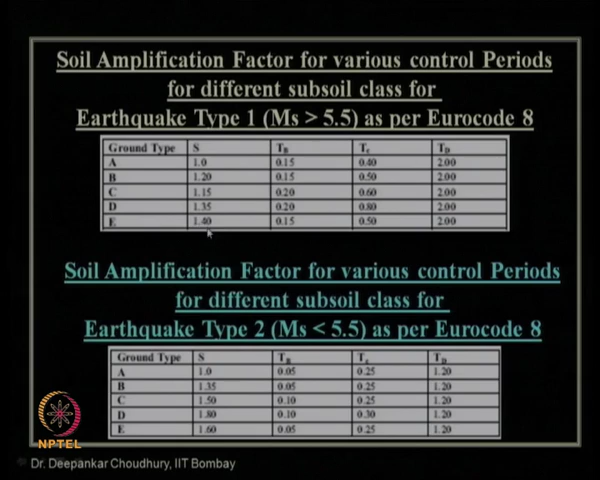 Soil Amplification Factor for various control Periods
for different subsoil class for
Earthquake Type 1 (Ms > 5.5) as per Eurocode 8
Ground Type S TB Tc TD
A 1.0 0.15 0.40 2.00
B 1.20 0.15 0.50 2.00
C 1.15 0.20 0.60 2.00
D 1.35 0.20 0.80 2.00
E 1.40 0.15 0.50 2.00
Soil Amplification Factor for various control Periods
for different subsoil class for
Earthquake Type 2 (Ms < 5.5) as per Eurocode 8
Ground Type S TB Tc TD
A 1.0 0.05 0.25 1.20
B 1.35 0.05 0.25 1.20
C 1.50 0.10 0.25 1.20
D 1.80 0.10 0.30 1.20
E 1.60 0.05 0.25 1.20
NPTEL
Dr. Deepankar Choudhury, IIT Bombay